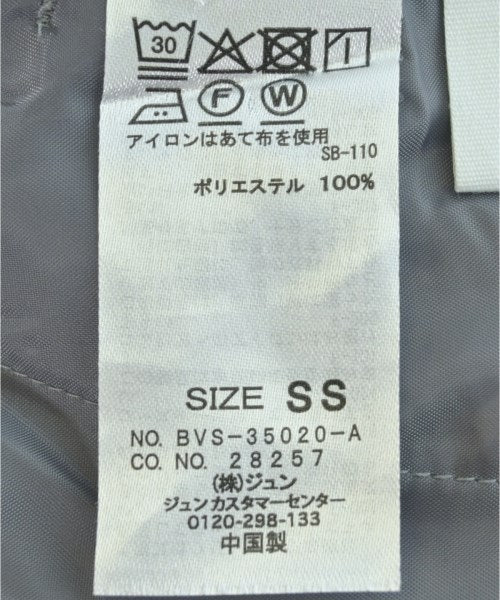 30
F W
アイロンはあて布を使用
SB-110
ポリエステル 100%
SIZE SS
NO. BVS-35020-A
CO. NO. 28257
(株)ジュン
ジュンカスタマーセンター
0120-298-133
中国製